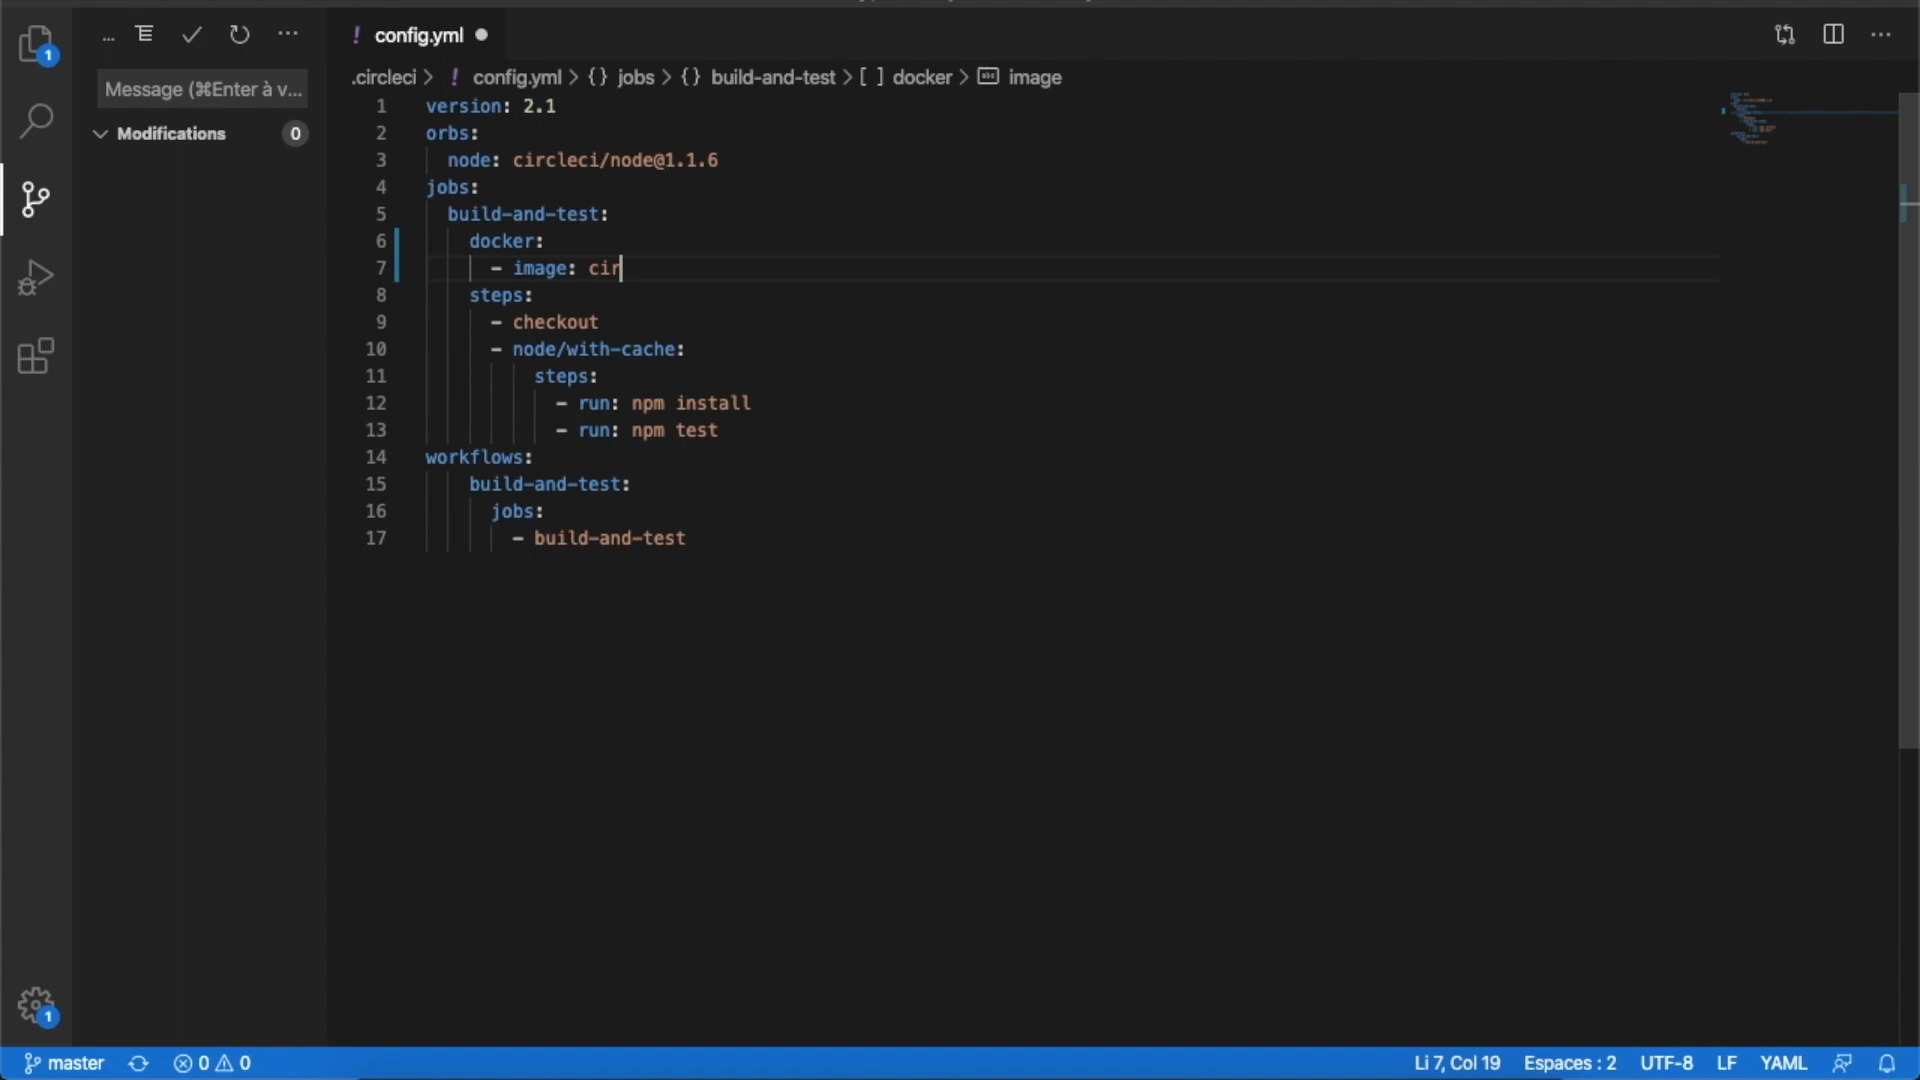 1
... ···
Message (⌘Enter à v...
Modifications 0
! config.yml ●
···
.circleci > ! config.yml > {} jobs > {} build-and-test > [ ] docker > abc image
1 version: 2.1
2 orbs:
3 node: circleci/node@1.1.6
4 jobs:
5 build-and-test:
6 docker:
7 - image: cir
8 steps:
9 - checkout
10 - node/with-cache:
11 steps:
12 - run: npm install
13 - run: npm test
14 workflows:
15 build-and-test:
16 jobs:
17 - build-and-test
1
master 0 0 Li 7, Col 19 Espaces : 2 UTF-8 LF YAML